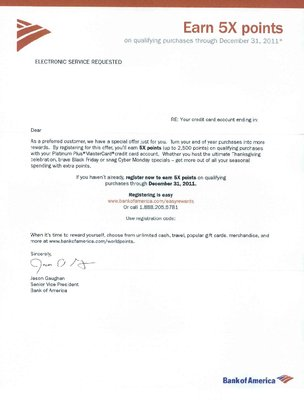 Earn 5X points
on qualifying purchases through December 31, 2011*
ELECTRONIC SERVICE REQUESTED
RE: Your credit card account ending in:
Dear
As a preferred customer, we have a special offer just for you. Turn your end of year purchases into more
rewards. By registering for this offer, you'll earn 5X points (up to 2,500 points) on qualifying purchases
with your Platinum Plus® MasterCard® credit card account. Whether you host the ultimate Thanksgiving
celebration, brave Black Friday or snag Cyber Monday specials – get more out of all your seasonal
spending with extra points.
If you haven't already, register now to earn 5X points on qualifying
purchases through December 31, 2011.
Registering is easy
www.bankofamerica.com/easyrewards
Or call 1.888.205.6781
Use registration code:
When it's time to reward yourself, choose from unlimited cash, travel, popular gift cards, merchandise, and
more at www.bankofamerica.com/worldpoints.
Sincerely,
Jason Gaughan
Senior Vice President
Bank of America
Bank of America